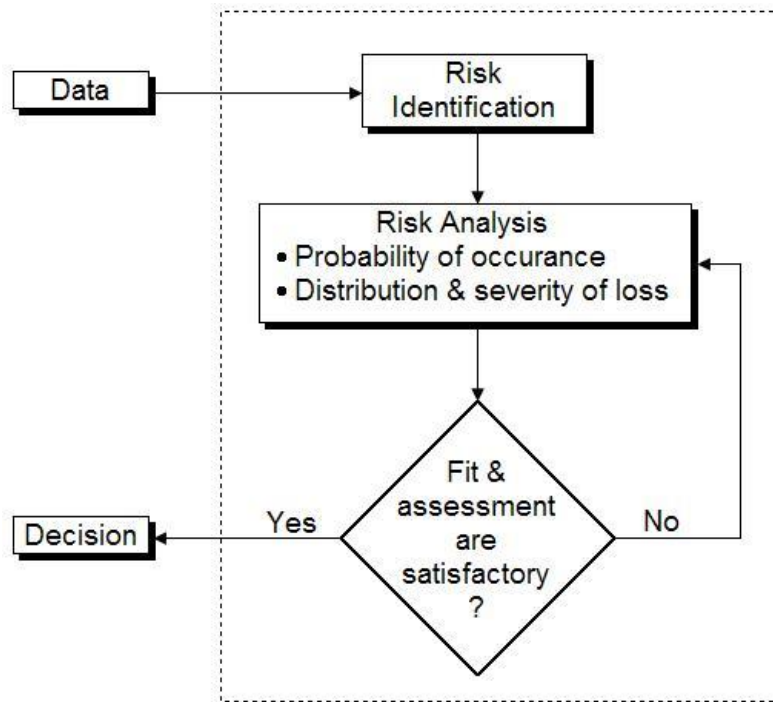 Data
Risk
Identification
Risk Analysis
• Probability of occurance
• Distribution & severity of loss
Fit &
assessment
are
satisfactory
?
Yes
No
Decision